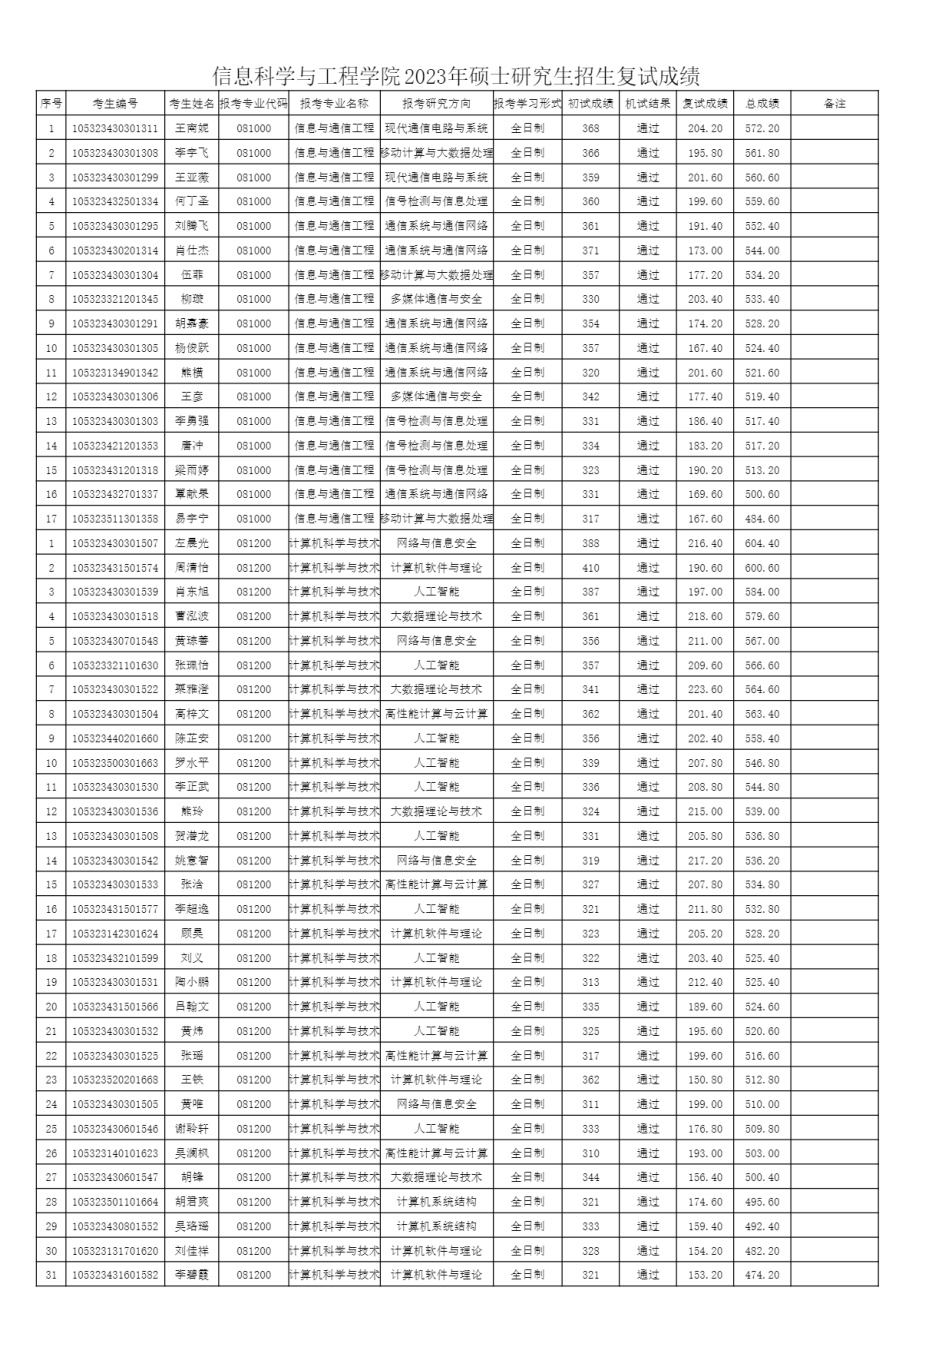 信息科学与工程学院2023年硕士研究生招生复试成绩
序号 考生编号 考生姓名 报考专业代码 报考专业名称 报考研究方向 报考学习形式 初试成绩 机试结果 复试成绩 总成绩 备注
1 105323430301311 王南妮 081000 信息与通信工程 现代通信电路与系统 全日制 368 通过 204.20 572.20
2 105323430301308 李宇飞 081000 信息与通信工程 移动计算与大数据处理 全日制 366 通过 195.80 561.80
3 105323430301299 王亚薇 081000 信息与通信工程 现代通信电路与系统 全日制 359 通过 201.60 560.60
4 105323432501334 何丁圣 081000 信息与通信工程 信号检测与信息处理 全日制 360 通过 199.60 559.60
5 105323430301295 刘腾飞 081000 信息与通信工程 通信系统与通信网络 全日制 361 通过 191.40 552.40
6 105323430201314 肖仕杰 081000 信息与通信工程 通信系统与通信网络 全日制 371 通过 173.00 544.00
7 105323430301304 伍菲 081000 信息与通信工程 移动计算与大数据处理 全日制 357 通过 177.20 534.20
8 105323321201345 柳璇 081000 信息与通信工程 多媒体通信与安全 全日制 330 通过 203.40 533.40
9 105323430301291 胡嘉豪 081000 信息与通信工程 通信系统与通信网络 全日制 354 通过 174.20 528.20
10 105323430301305 杨俊跃 081000 信息与通信工程 通信系统与通信网络 全日制 357 通过 167.40 524.40
11 105323134901342 熊横 081000 信息与通信工程 通信系统与通信网络 全日制 320 通过 201.60 521.60
12 105323430301306 王彦 081000 信息与通信工程 多媒体通信与安全 全日制 342 通过 177.40 519.40
13 105323430301303 李勇强 081000 信息与通信工程 信号检测与信息处理 全日制 331 通过 186.40 517.40
14 105323421201353 唐冲 081000 信息与通信工程 信号检测与信息处理 全日制 334 通过 183.20 517.20
15 105323431201318 梁雨婷 081000 信息与通信工程 信号检测与信息处理 全日制 323 通过 190.20 513.20
16 105323432701337 覃献泉 081000 信息与通信工程 通信系统与通信网络 全日制 331 通过 169.60 500.60
17 105323511301358 易宇宁 081000 信息与通信工程 移动计算与大数据处理 全日制 317 通过 167.60 484.60
1 105323430301507 左晨光 081200 计算机科学与技术 网络与信息安全 全日制 388 通过 216.40 604.40
2 105323431501574 周清怡 081200 计算机科学与技术 计算机软件与理论 全日制 410 通过 190.60 600.60
3 105323430301539 肖东旭 081200 计算机科学与技术 人工智能 全日制 387 通过 197.00 584.00
4 105323430301518 曹泓波 081200 计算机科学与技术 大数据理论与技术 全日制 361 通过 218.60 579.60
5 105323430701548 黄琼善 081200 计算机科学与技术 网络与信息安全 全日制 356 通过 211.00 567.00
6 105323321101630 张珮怡 081200 计算机科学与技术 人工智能 全日制 357 通过 209.60 566.60
7 105323430301522 粟雅澄 081200 计算机科学与技术 大数据理论与技术 全日制 341 通过 223.60 564.60
8 105323430301504 高梓文 081200 计算机科学与技术 高性能计算与云计算 全日制 362 通过 201.40 563.40
9 105323440201660 陈芷安 081200 计算机科学与技术 人工智能 全日制 356 通过 202.40 558.40
10 105323500301663 罗水平 081200 计算机科学与技术 人工智能 全日制 339 通过 207.80 546.80
11 105323430301530 李正武 081200 计算机科学与技术 人工智能 全日制 336 通过 208.80 544.80
12 105323430301536 熊玲 081200 计算机科学与技术 大数据理论与技术 全日制 324 通过 215.00 539.00
13 105323430301508 贺潜龙 081200 计算机科学与技术 人工智能 全日制 331 通过 205.80 536.80
14 105323430301542 姚意智 081200 计算机科学与技术 网络与信息安全 全日制 319 通过 217.20 536.20
15 105323430301533 张浛 081200 计算机科学与技术 高性能计算与云计算 全日制 327 通过 207.80 534.80
16 105323431501577 李超逸 081200 计算机科学与技术 人工智能 全日制 321 通过 211.80 532.80
17 105323142301624 顾昊 081200 计算机科学与技术 计算机软件与理论 全日制 323 通过 205.20 528.20
18 105323432101599 刘义 081200 计算机科学与技术 人工智能 全日制 322 通过 203.40 525.40
19 105323430301531 陶小鹏 081200 计算机科学与技术 计算机软件与理论 全日制 313 通过 212.40 525.40
20 105323431501566 吕翰文 081200 计算机科学与技术 人工智能 全日制 335 通过 189.60 524.60
21 105323430301532 黄炜 081200 计算机科学与技术 人工智能 全日制 325 通过 195.60 520.60
22 105323430301525 张瑶 081200 计算机科学与技术 高性能计算与云计算 全日制 317 通过 199.60 516.60
23 105323520201668 王铁 081200 计算机科学与技术 计算机软件与理论 全日制 362 通过 150.80 512.80
24 105323430301505 黄唯 081200 计算机科学与技术 网络与信息安全 全日制 311 通过 199.00 510.00
25 105323430601546 谢聆轩 081200 计算机科学与技术 人工智能 全日制 333 通过 176.80 509.80
26 105323140101623 吴澜枫 081200 计算机科学与技术 高性能计算与云计算 全日制 310 通过 193.00 503.00
27 105323430601547 胡锋 081200 计算机科学与技术 大数据理论与技术 全日制 344 通过 156.40 500.40
28 105323501101664 胡君爽 081200 计算机科学与技术 计算机系统结构 全日制 321 通过 174.60 495.60
29 105323430801552 吴珞瑶 081200 计算机科学与技术 计算机系统结构 全日制 333 通过 159.40 492.40
30 105323131701620 刘佳祥 081200 计算机科学与技术 计算机软件与理论 全日制 328 通过 154.20 482.20
31 105323431601582 李碧霞 081200 计算机科学与技术 计算机软件与理论 全日制 321 通过 153.20 474.20